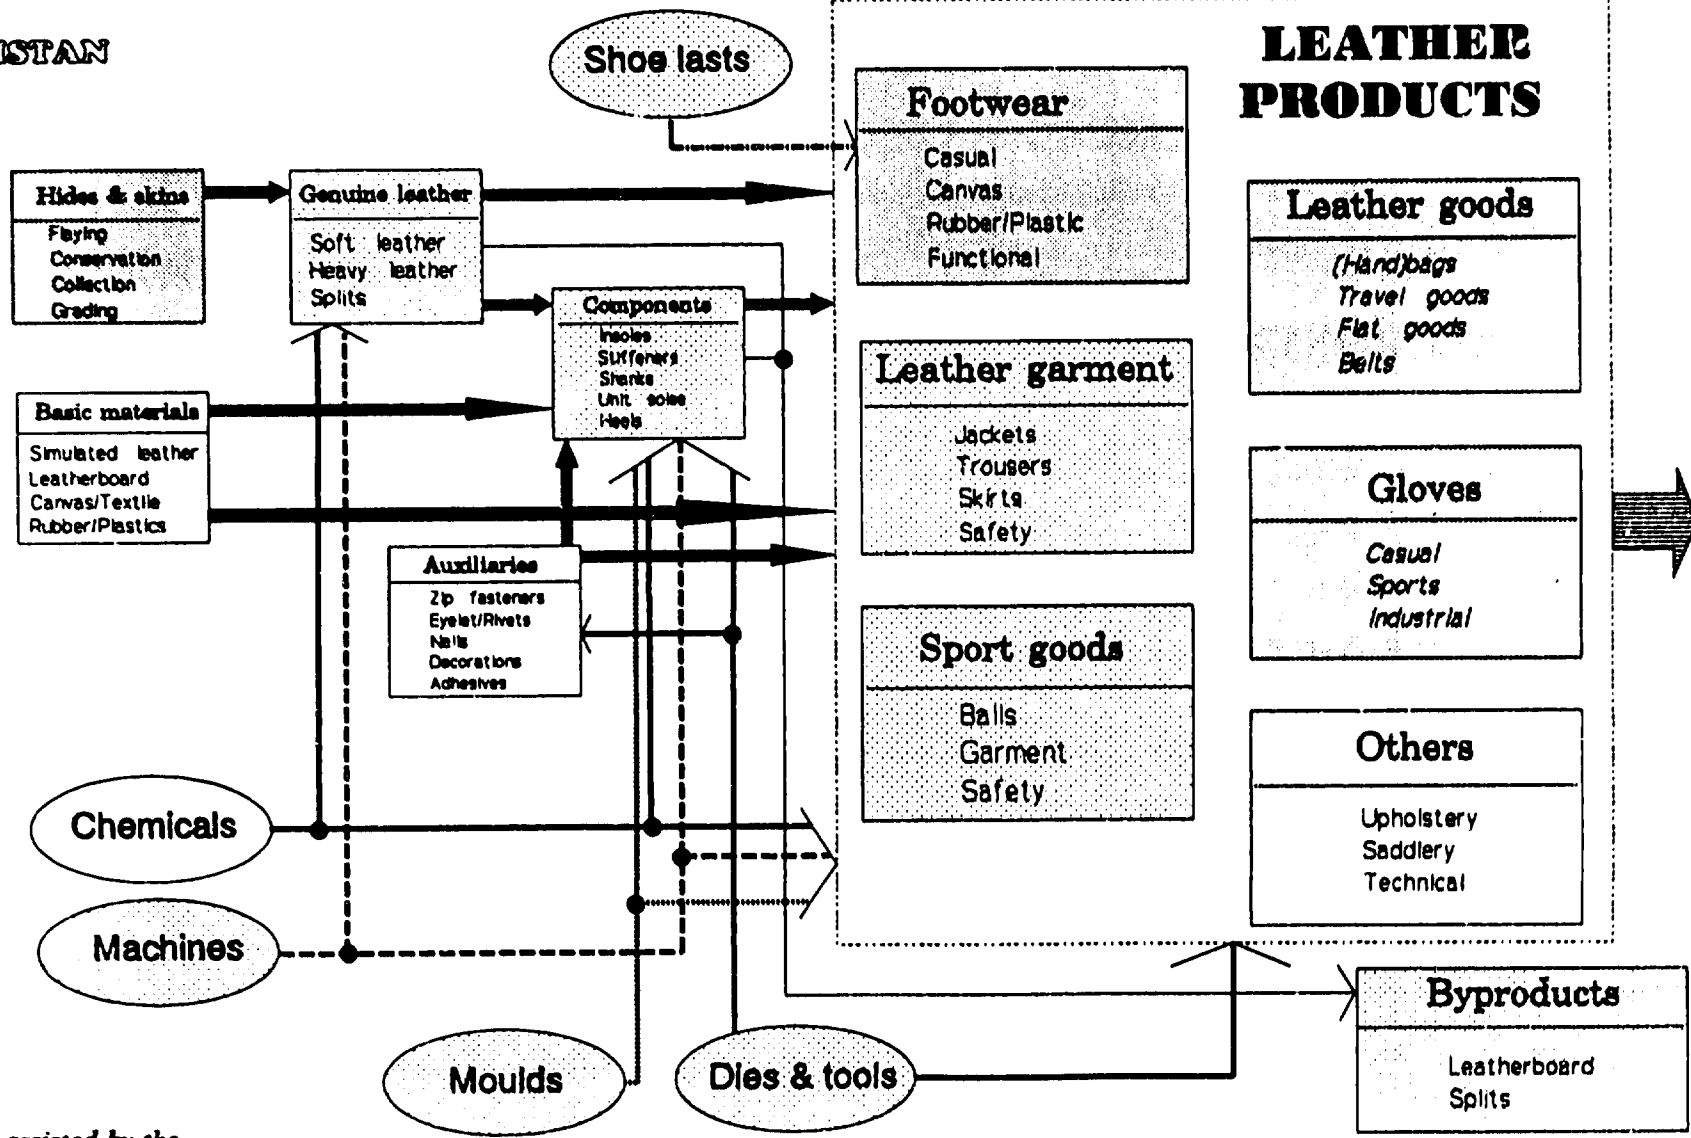 ISTAN
Shoe lasts
LEATHER
PRODUCTS
Footwear
Casual
Canvas
Rubber/Plastic
Functional
Hides & skins
Flaying
Conservation
Collection
Grading
Genuine leather
Soft leather
Heavy leather
Splits
Leather goods
(Hand)bags
Travel goods
Flat goods
Belts
Components
Insoles
Stiffeners
Shanks
Unit soles
Heels
Leather garment
Jackets
Trousers
Skirts
Safety
Basic materials
Simulated leather
Leatherboard
Canvas/Textile
Rubber/Plastics
Gloves
Casual
Sports
Industrial
Auxiliaries
Zip fasteners
Eyelet/Rivets
Nails
Decorations
Adhesives
Sport goods
Balls
Garment
Safety
Others
Upholstery
Saddlery
Technical
Chemicals
Machines
Moulds
Dies & tools
Byproducts
Leatherboard
Splits
assisted by the